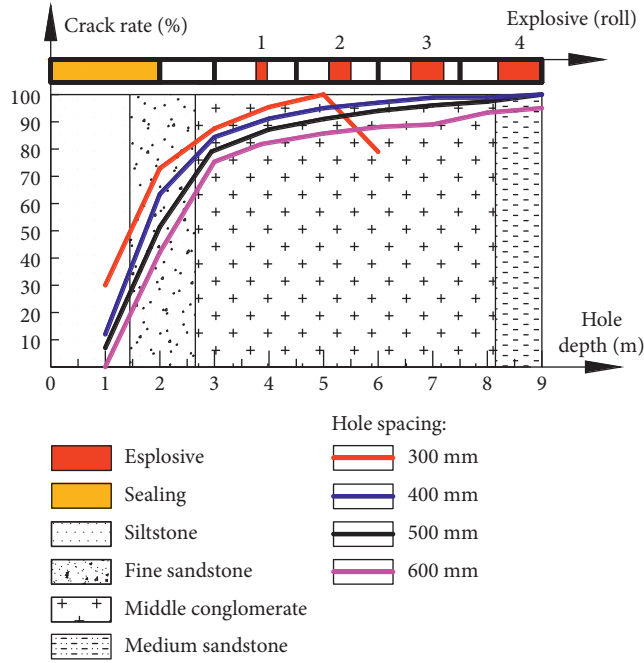 Crack rate (%)
Explosive (roll)
1 2 3 4
100
90
80
70
60
50
40
30
20
10
Hole
depth (m)
0 1 2 3 4 5 6 7 8 9
Hole spacing:
Esplosive
300 mm
Sealing
400 mm
Siltstone
500 mm
Fine sandstone
600 mm
Middle conglomerate
Medium sandstone